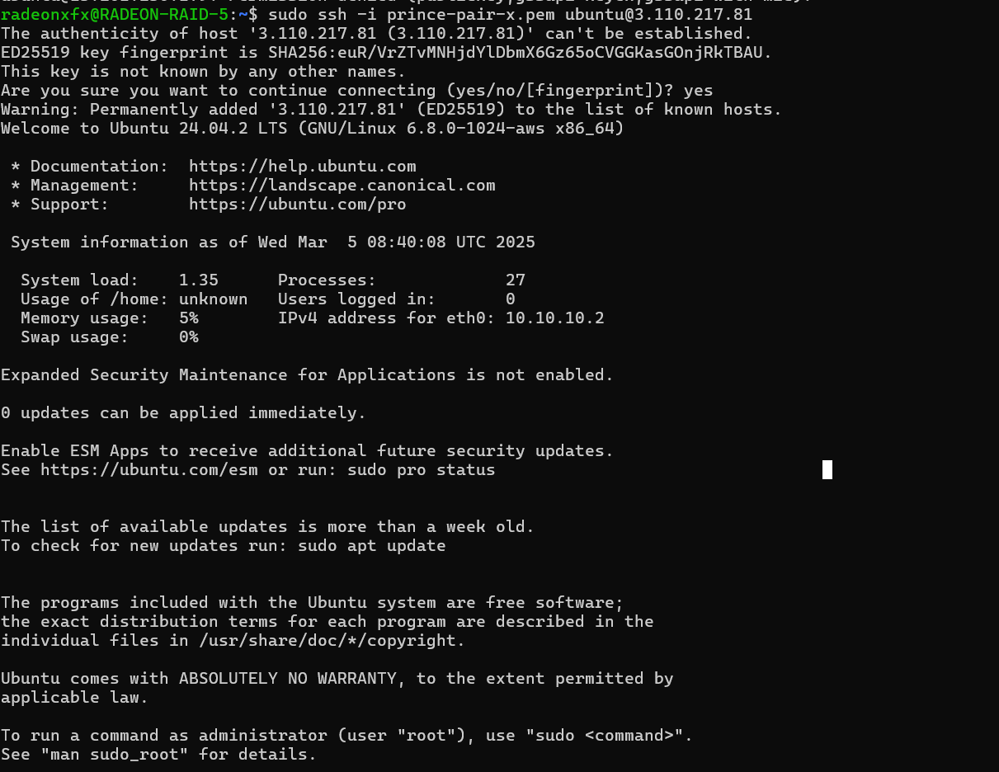 radeonxfx@RADEON-RAID-5:~$ sudo ssh -i prince-pair-x.pem ubuntu@3.110.217.81
The authenticity of host '3.110.217.81 (3.110.217.81)' can't be established.
ED25519 key fingerprint is SHA256:euR/VrZTvMNHjdYlDbmX6Gz65oCVGGKasGOnjRkTBAU.
This key is not known by any other names.
Are you sure you want to continue connecting (yes/no/[fingerprint])? yes
Warning: Permanently added '3.110.217.81' (ED25519) to the list of known hosts.
Welcome to Ubuntu 24.04.2 LTS (GNU/Linux 6.8.0-1024-aws x86_64)

 * Documentation:  https://help.ubuntu.com
 * Management:     https://landscape.canonical.com
 * Support:        https://ubuntu.com/pro

 System information as of Wed Mar  5 08:40:08 UTC 2025

  System load:    1.35      Processes:             27
  Usage of /home: unknown   Users logged in:       0
  Memory usage:   5%        IPv4 address for eth0: 10.10.10.2
  Swap usage:     0%

Expanded Security Maintenance for Applications is not enabled.

0 updates can be applied immediately.

Enable ESM Apps to receive additional future security updates.
See https://ubuntu.com/esm or run: sudo pro status

The list of available updates is more than a week old.
To check for new updates run: sudo apt update

The programs included with the Ubuntu system are free software;
the exact distribution terms for each program are described in the
individual files in /usr/share/doc/*/copyright.

Ubuntu comes with ABSOLUTELY NO WARRANTY, to the extent permitted by
applicable law.

To run a command as administrator (user "root"), use "sudo <command>".
See "man sudo_root" for details.